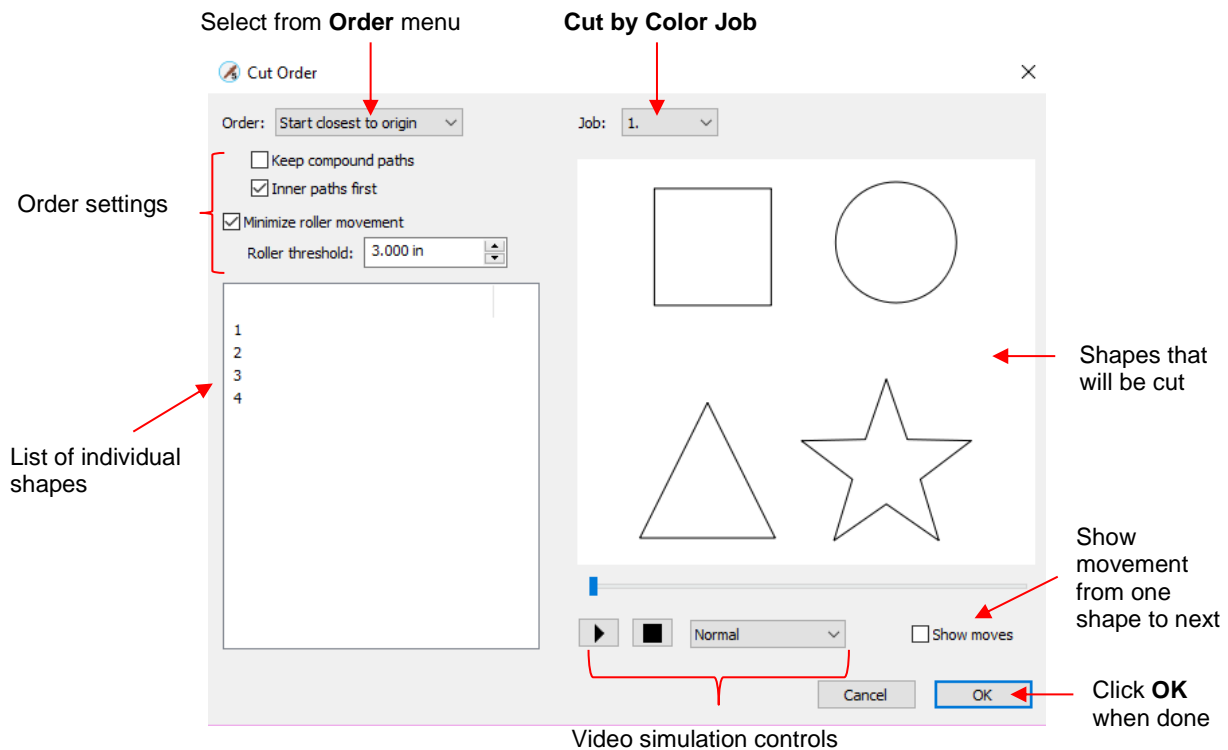 Select from Order menu
Cut by Color Job
Cut Order
Order: Start closest to origin
Job: 1.
Keep compound paths
Inner paths first
Order settings
Minimize roller movement
Roller threshold: 3.000 in
1
2
3
4
Shapes that
will be cut
List of individual
shapes
Show
movement
from one
shape to next
Normal
Show moves
Cancel
OK
Click OK
when done
Video simulation controls